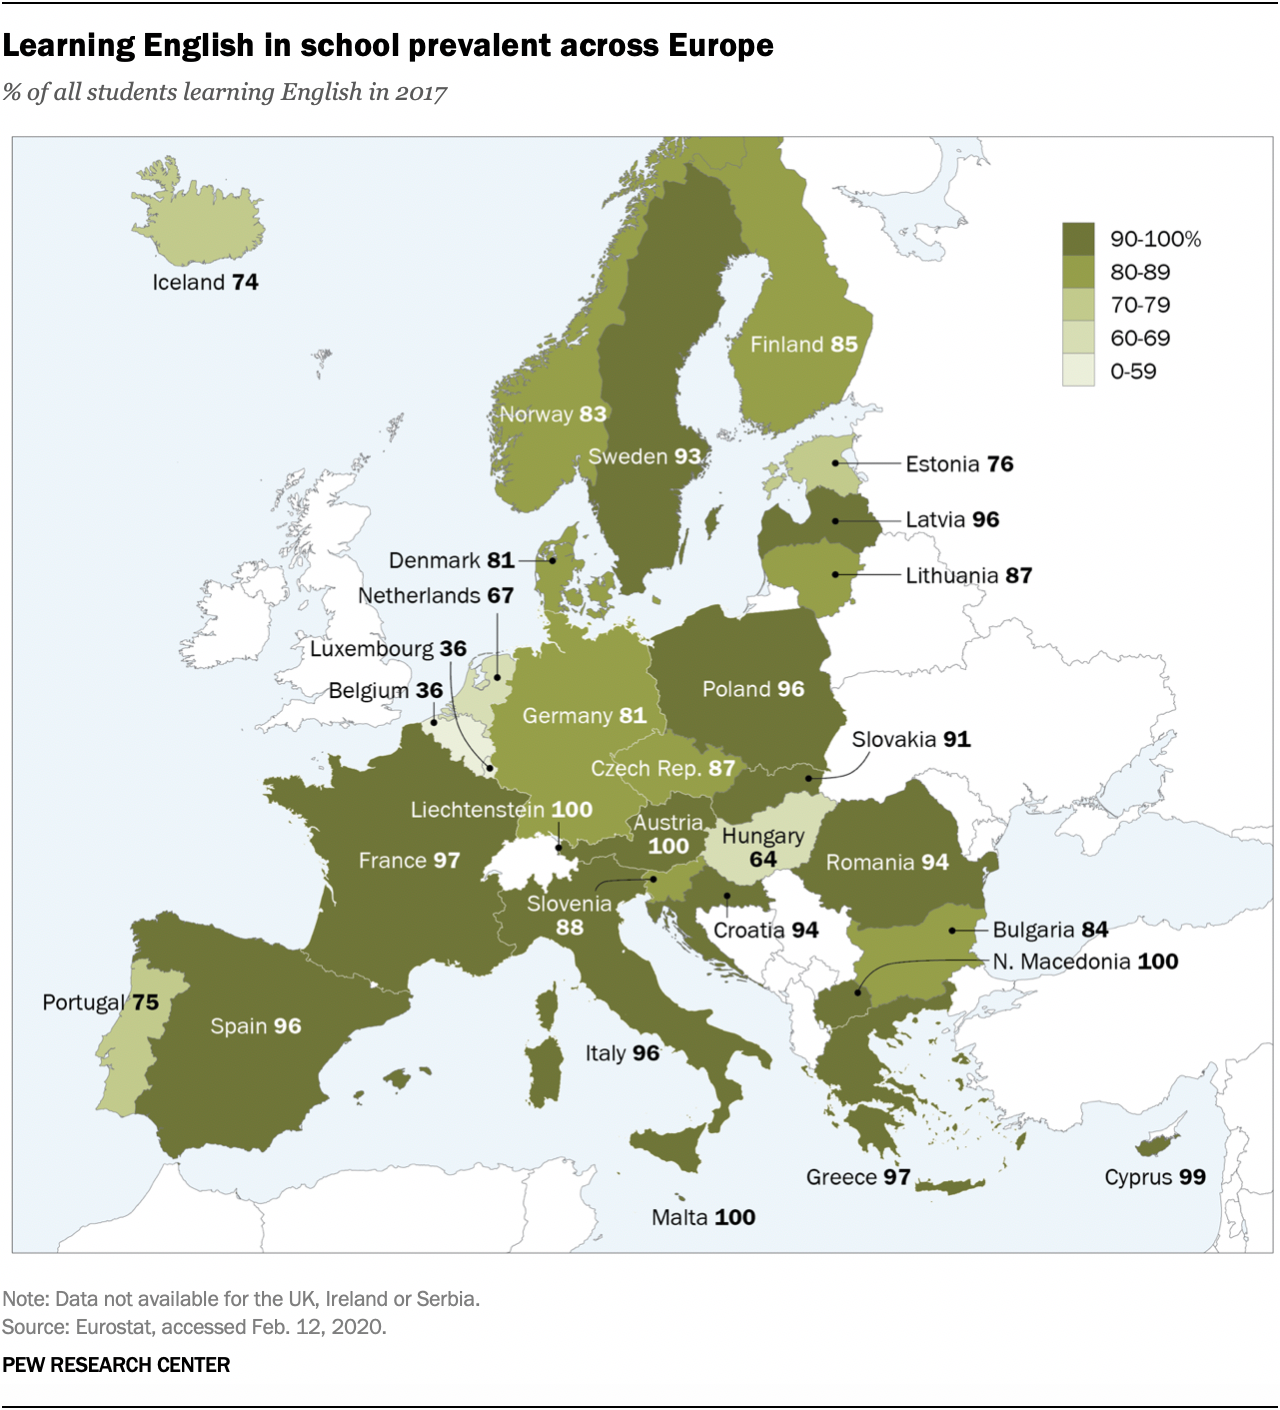 Learning English in school prevalent across Europe
% of all students learning English in 2017
90-100%
80-89
70-79
60-69
0-59
Iceland 74
Finland 85
Norway 83
Sweden 93
Estonia 76
Latvia 96
Denmark 81
Lithuania 87
Netherlands 67
Luxembourg 36
Belgium 36
Poland 96
Germany 81
Slovakia 91
Czech Rep. 87
Liechtenstein 100
Austria
100
Hungary
64
France 97
Romania 94
Slovenia
88
Croatia 94
Bulgaria 84
N. Macedonia 100
Portugal 75
Spain 96
Italy 96
Greece 97
Cyprus 99
Malta 100
Note: Data not available for the UK, Ireland or Serbia.
Source: Eurostat, accessed Feb. 12, 2020.
PEW RESEARCH CENTER